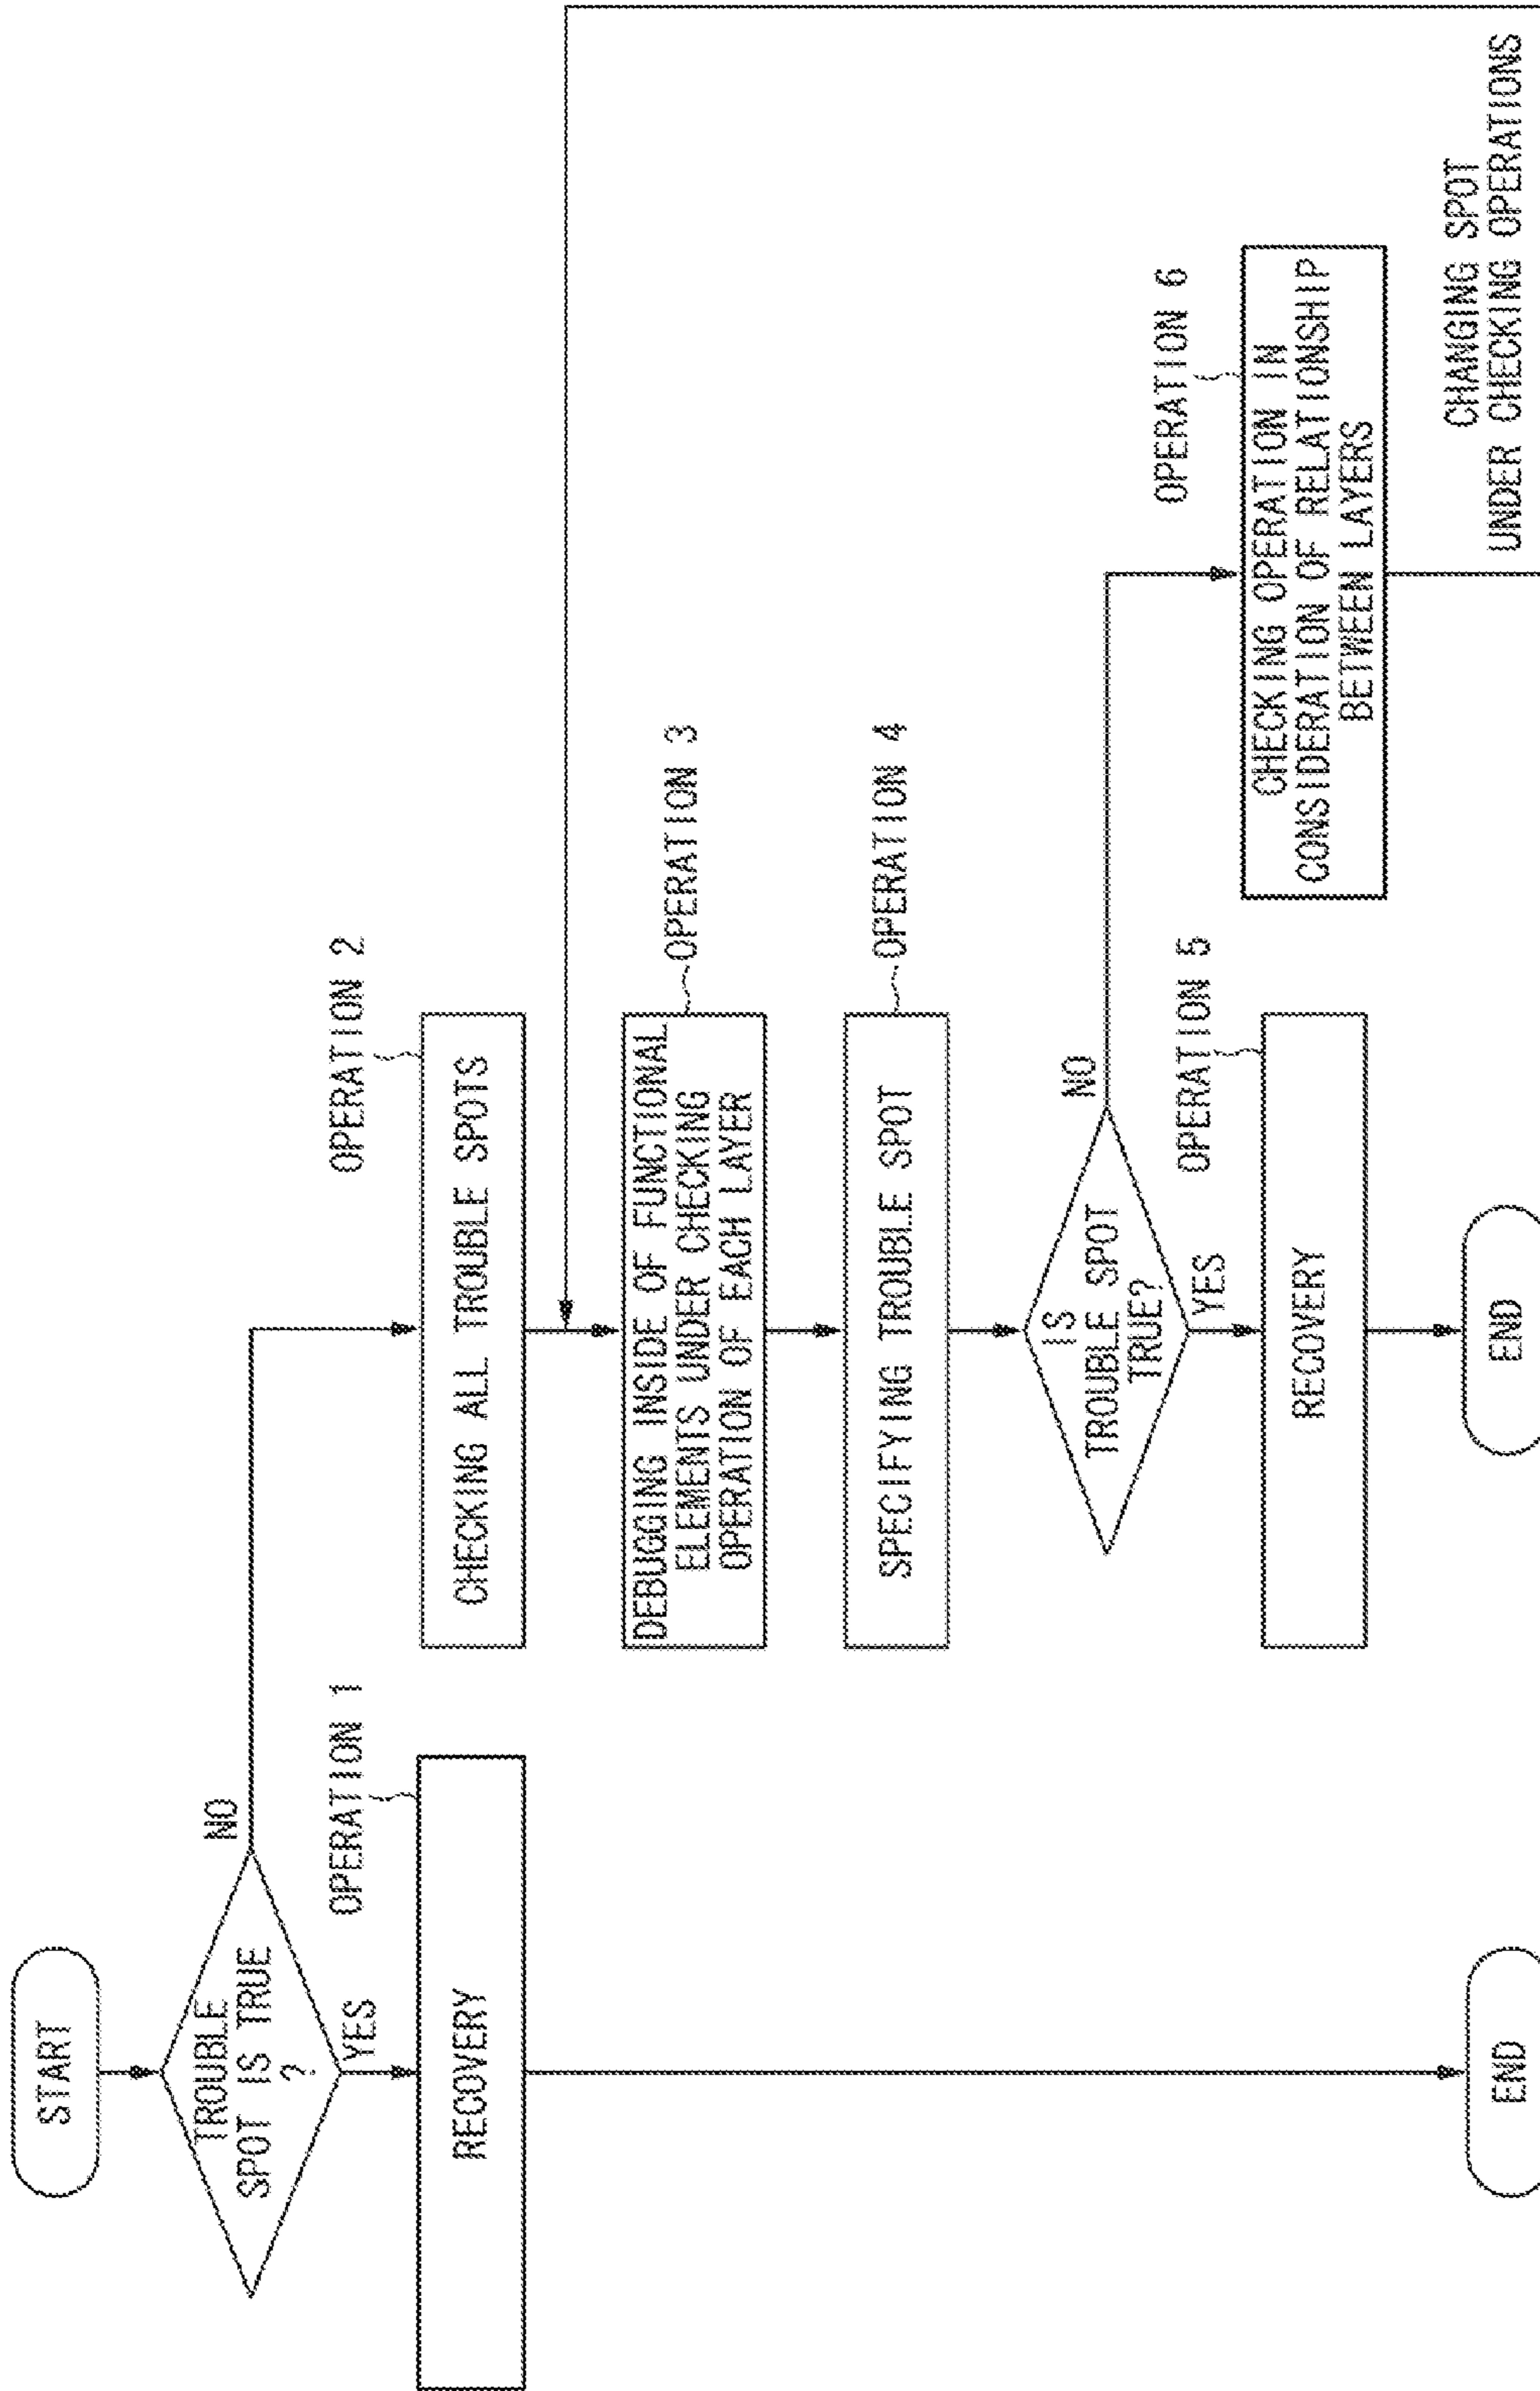 START
TROUBLE
SPOT IS TRUE
?
NO
YES
OPERATION 1
RECOVERY
END
OPERATION 2
CHECKING ALL TROUBLE SPOTS
DEBUGGING INSIDE OF FUNCTIONAL
ELEMENTS UNDER CHECKING
OPERATION OF EACH LAYER
OPERATION 3
SPECIFYING TROUBLE SPOT
OPERATION 4
IS
TROUBLE SPOT
TRUE?
NO
YES
OPERATION 5
RECOVERY
END
OPERATION 6
CHECKING OPERATION IN
CONSIDERATION OF RELATIONSHIP
BETWEEN LAYERS
CHANGING SPOT
UNDER CHECKING OPERATIONS